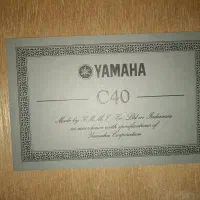 YAMAHA
C40
Made by Y.M.M.I. Co., Ltd in Indonesia
in accordance with specifications of
Yamaha Corporation